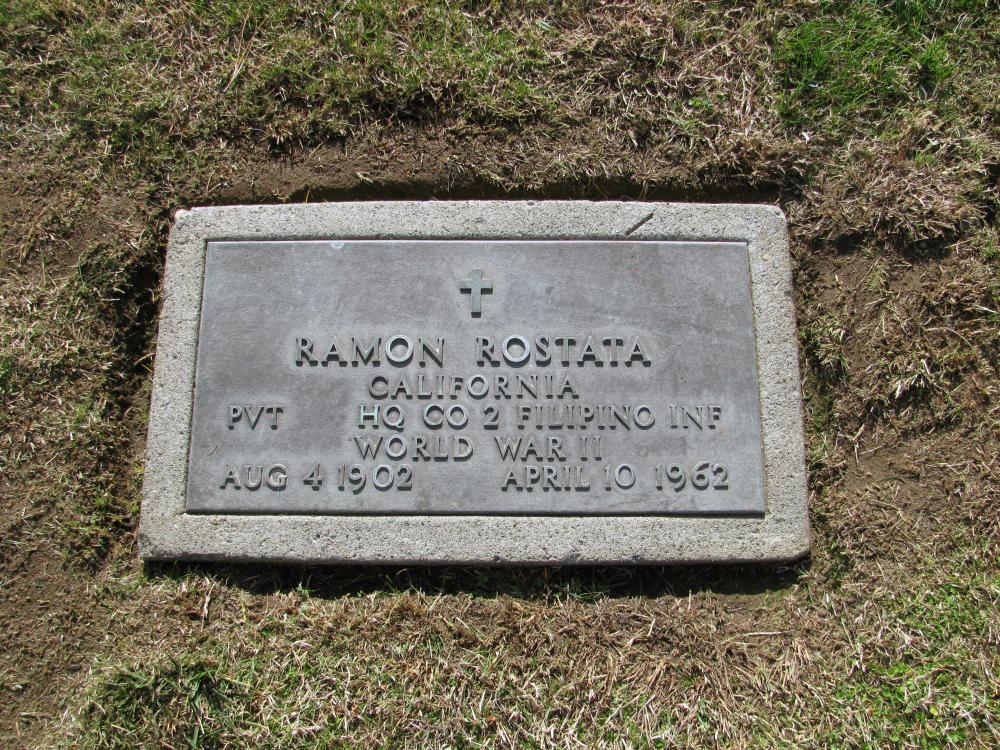 RAMON ROSTATA
CALIFORNIA
PVT HQ CO 2 FILIPINO INF
WORLD WAR II
AUG 4 1902 APRIL 10 1962